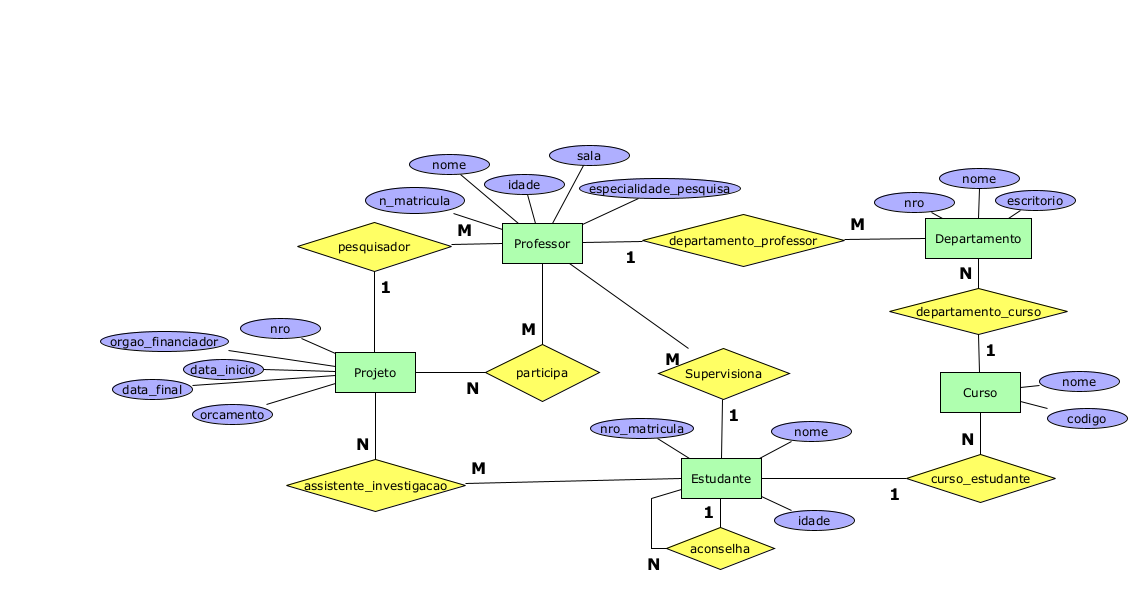 sala
nome
idade
especialidade_pesquisa
n_matricula
nome
nro
escritorio
M
pesquisador
Professor
1
departamento_professor
M
Departamento
N
1
departamento_curso
nro
orgao_financiador
data_inicio
data_final
orcamento
Projeto
M
participa
N
M
Supervisiona
1
1
Curso
nome
codigo
N
assistente_investigacao
M
nro_matricula
nome
Estudante
idade
1
aconselha
N
1
curso_estudante
N